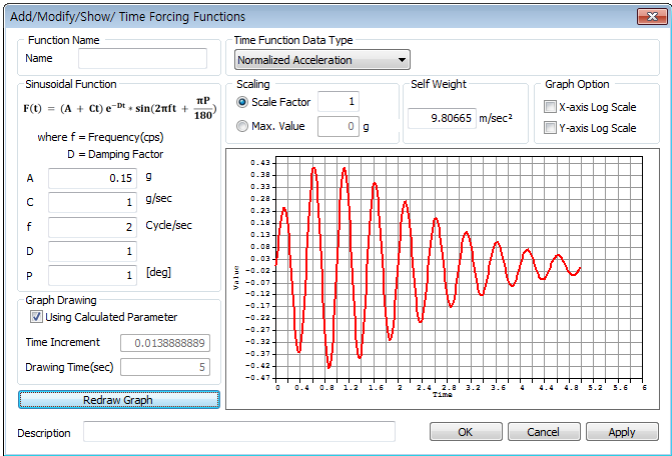 Add/Modify/Show/ Time Forcing Functions
Function Name
Name
Time Function Data Type
Normalized Acceleration
Sinusoidal Function
F(t) = (A + Ct) e^-Dt * sin(2πft + πP/180)
where f = Frequency(cps)
D = Damping Factor
A 0.15 g
C 1 g/sec
f 2 Cycle/sec
D 1
P 1 [deg]
Scaling
Scale Factor 1
Max. Value 0 g
Self Weight
9.80665 m/sec²
Graph Option
X-axis Log Scale
Y-axis Log Scale
Graph Drawing
Using Calculated Parameter
Time Increment 0.0138888889
Drawing Time(sec) 5
Redraw Graph
0.43
0.38
0.33
0.28
0.23
0.18
0.13
0.08
0.03
-0.02
-0.07
-0.12
-0.17
-0.22
-0.27
-0.32
-0.37
-0.42
-0.47
Value
0 0.4 0.8 1.2 1.6 2 2.4 2.8 3.2 3.6 4 4.4 4.8 5.2 5.6 6
Time
Description
OK Cancel Apply